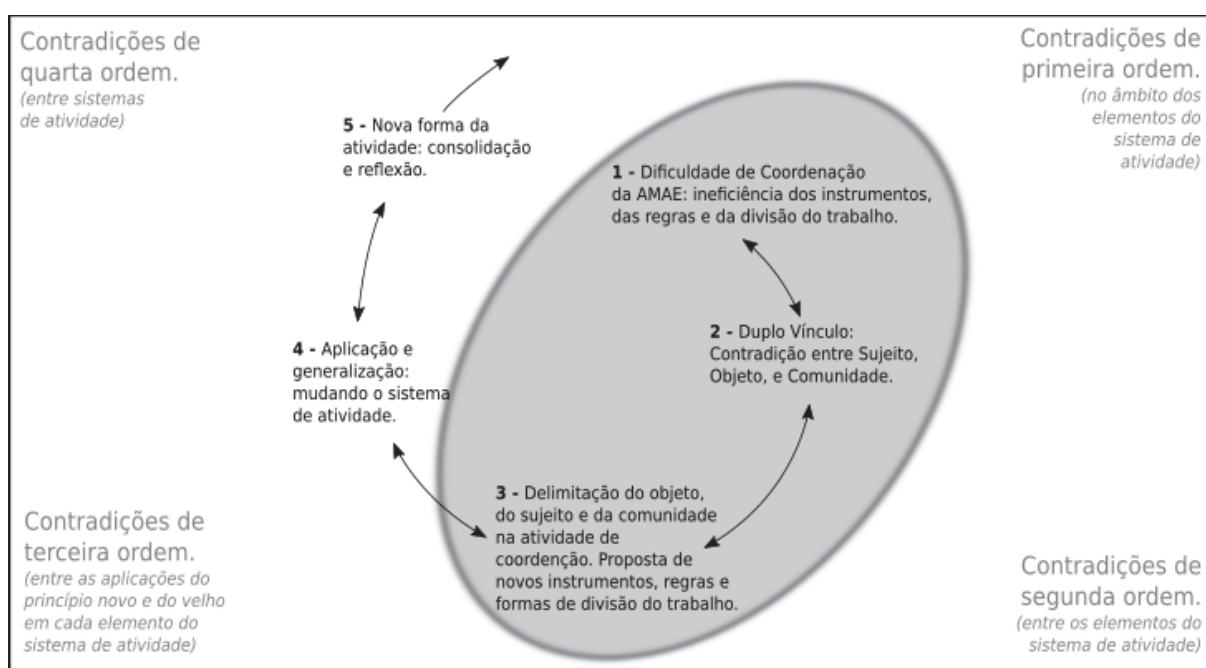 Contradições de
quarta ordem.
(entre sistemas
de atividade)
Contradições de
primeira ordem.
(no âmbito dos
elementos do
sistema de
atividade)
5 - Nova forma da
atividade: consolidação
e reflexão.
1 - Dificuldade de Coordenação
da AMAE: ineficiência dos instrumentos,
das regras e da divisão do trabalho.
2 - Duplo Vínculo:
Contradição entre Sujeito,
Objeto, e Comunidade.
4 - Aplicação e
generalização:
mudando o sistema
de atividade.
3 - Delimitação do objeto,
do sujeito e da comunidade
na atividade de
coordenção. Proposta de
novos instrumentos, regras e
formas de divisão do trabalho.
Contradições de
terceira ordem.
(entre as aplicações do
princípio novo e do velho
em cada elemento do
sistema de atividade)
Contradições de
segunda ordem.
(entre os elementos do
sistema de atividade)